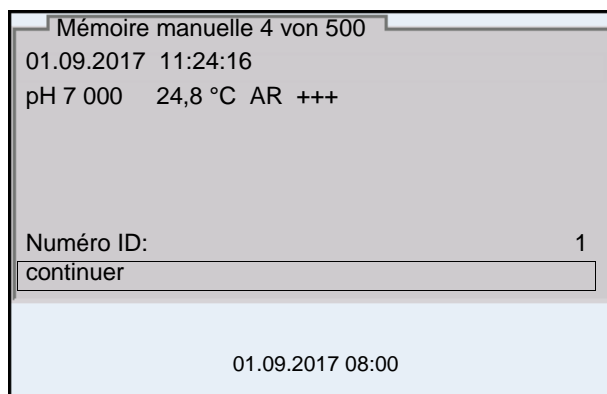 Mémoire manuelle 4 von 500
01.09.2017 11:24:16
pH 7 000 24,8 °C AR +++
Numéro ID: 1
continuer
01.09.2017 08:00